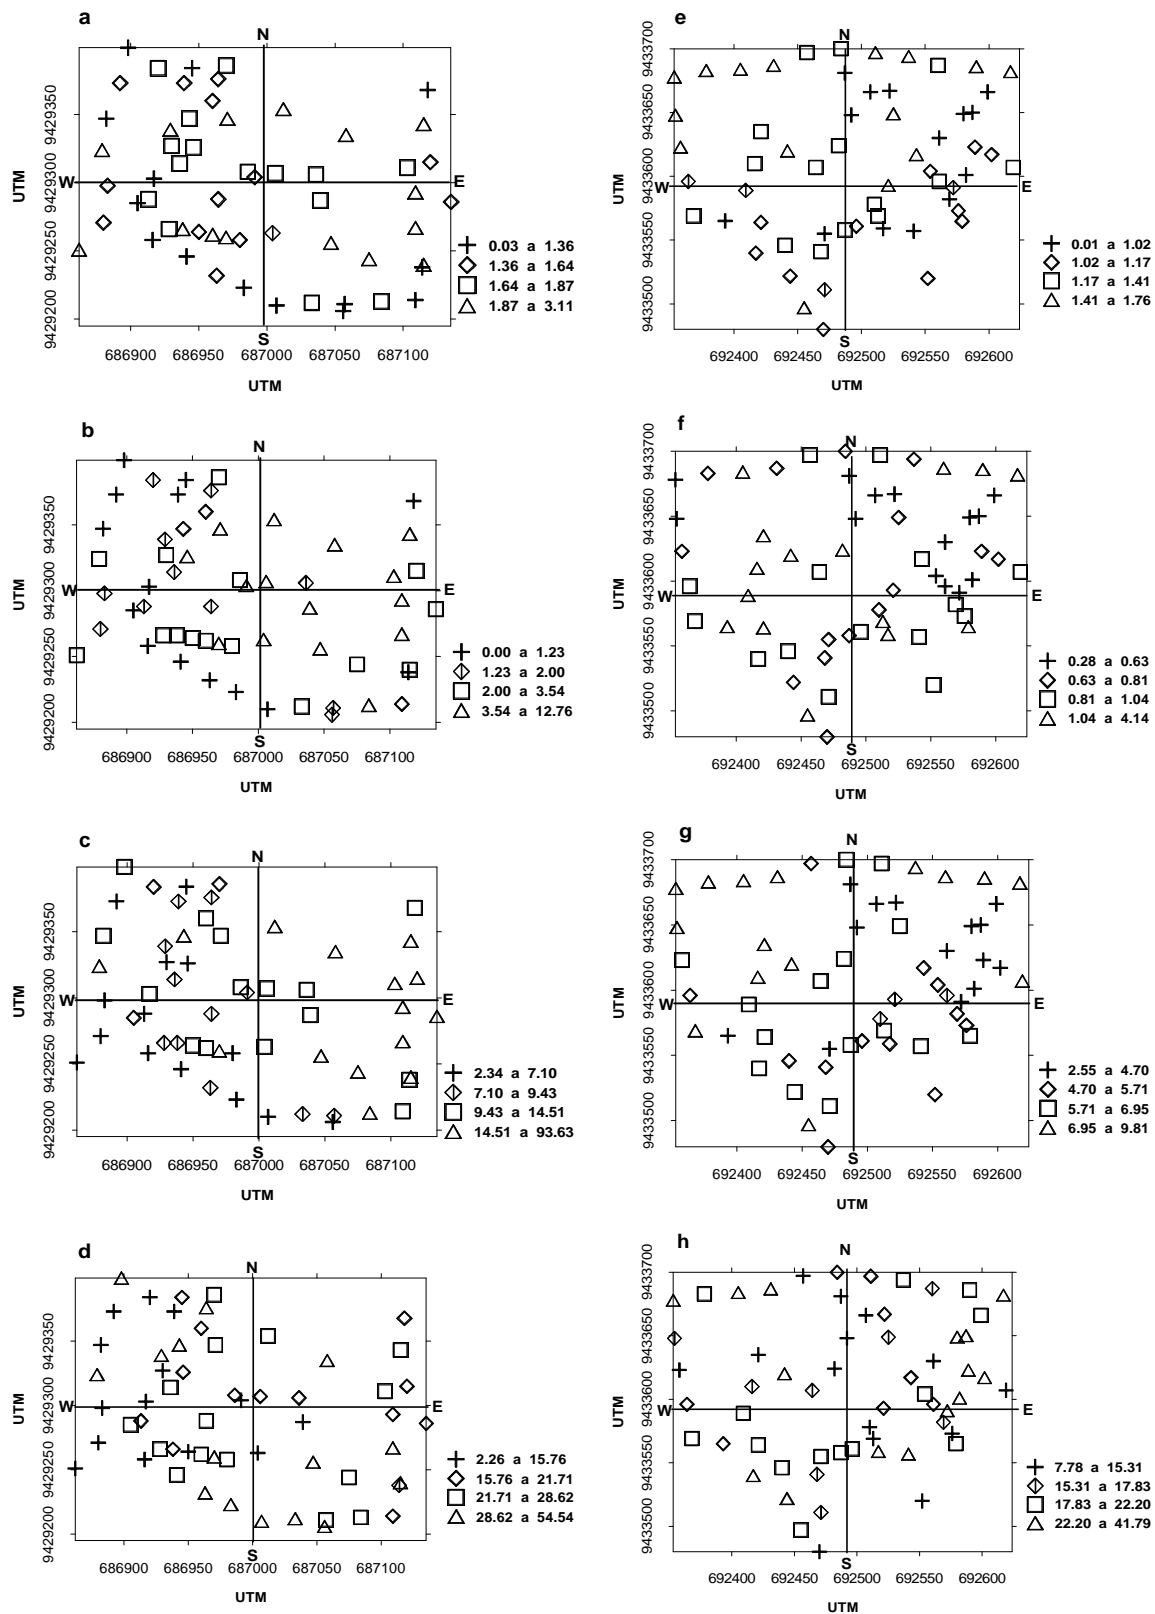 a
N
9429350
9429300
9429200
UTM
W
E
S
686900 686950 687000 687050 687100
UTM
0.03 a 1.36
1.36 a 1.64
1.64 a 1.87
1.87 a 3.11
e
N
9433700
9433650
9433600
9433550
9433500
UTM
W
E
S
692400 692450 692500 692550 692600
UTM
0.01 a 1.02
1.02 a 1.17
1.17 a 1.41
1.41 a 1.76
b
N
9429350
9429300
9429250
9429200
UTM
W
E
S
686900 686950 687000 687050 687100
UTM
0.00 a 1.23
1.23 a 2.00
2.00 a 3.54
3.54 a 12.76
f
N
9433700
9433650
9433600
9433550
9433500
UTM
W
E
S
692400 692450 692500 692550 692600
UTM
0.28 a 0.63
0.63 a 0.81
0.81 a 1.04
1.04 a 4.14
c
N
9429350
9429300
9429250
9429200
UTM
W
E
S
686900 686950 687000 687050 687100
UTM
2.34 a 7.10
7.10 a 9.43
9.43 a 14.51
14.51 a 93.63
g
N
9433700
9433650
9433600
9433550
9433500
UTM
W
E
S
692400 692450 692500 692550 692600
UTM
2.55 a 4.70
4.70 a 5.71
5.71 a 6.95
6.95 a 9.81
d
N
9429350
9429300
9429250
9429200
UTM
W
E
S
686900 686950 687000 687050 687100
UTM
2.26 a 15.76
15.76 a 21.71
21.71 a 28.62
28.62 a 54.54
h
N
9433700
9433650
9433600
9433550
9433500
UTM
W
E
S
692400 692450 692500 692550 692600
UTM
7.78 a 15.31
15.31 a 17.83
17.83 a 22.20
22.20 a 41.79